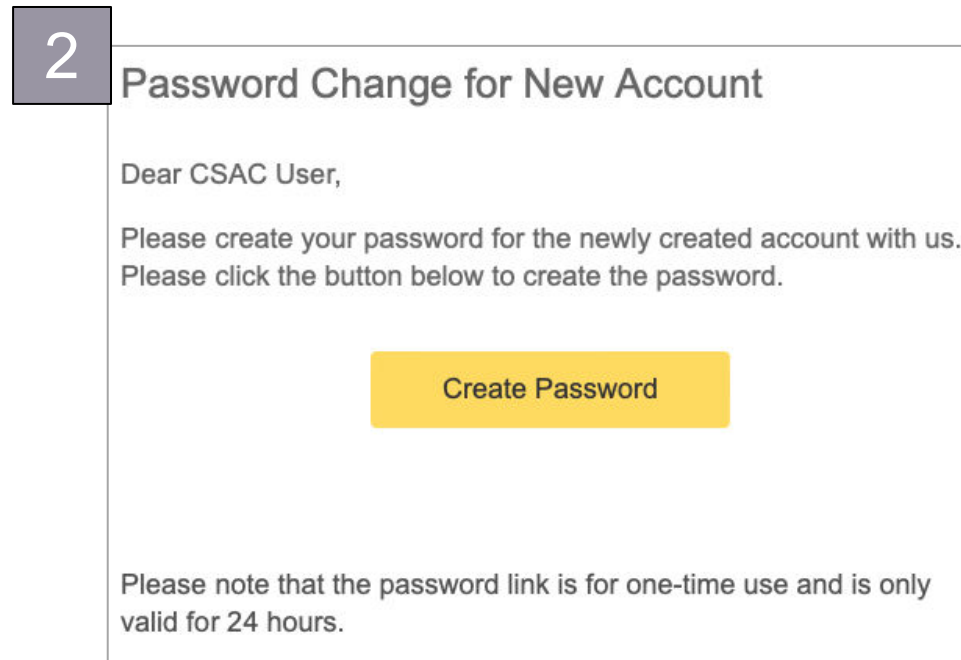 2
Password Change for New Account
Dear CSAC User,
Please create your password for the newly created account with us.
Please click the button below to create the password.
Create Password
Please note that the password link is for one-time use and is only
valid for 24 hours.